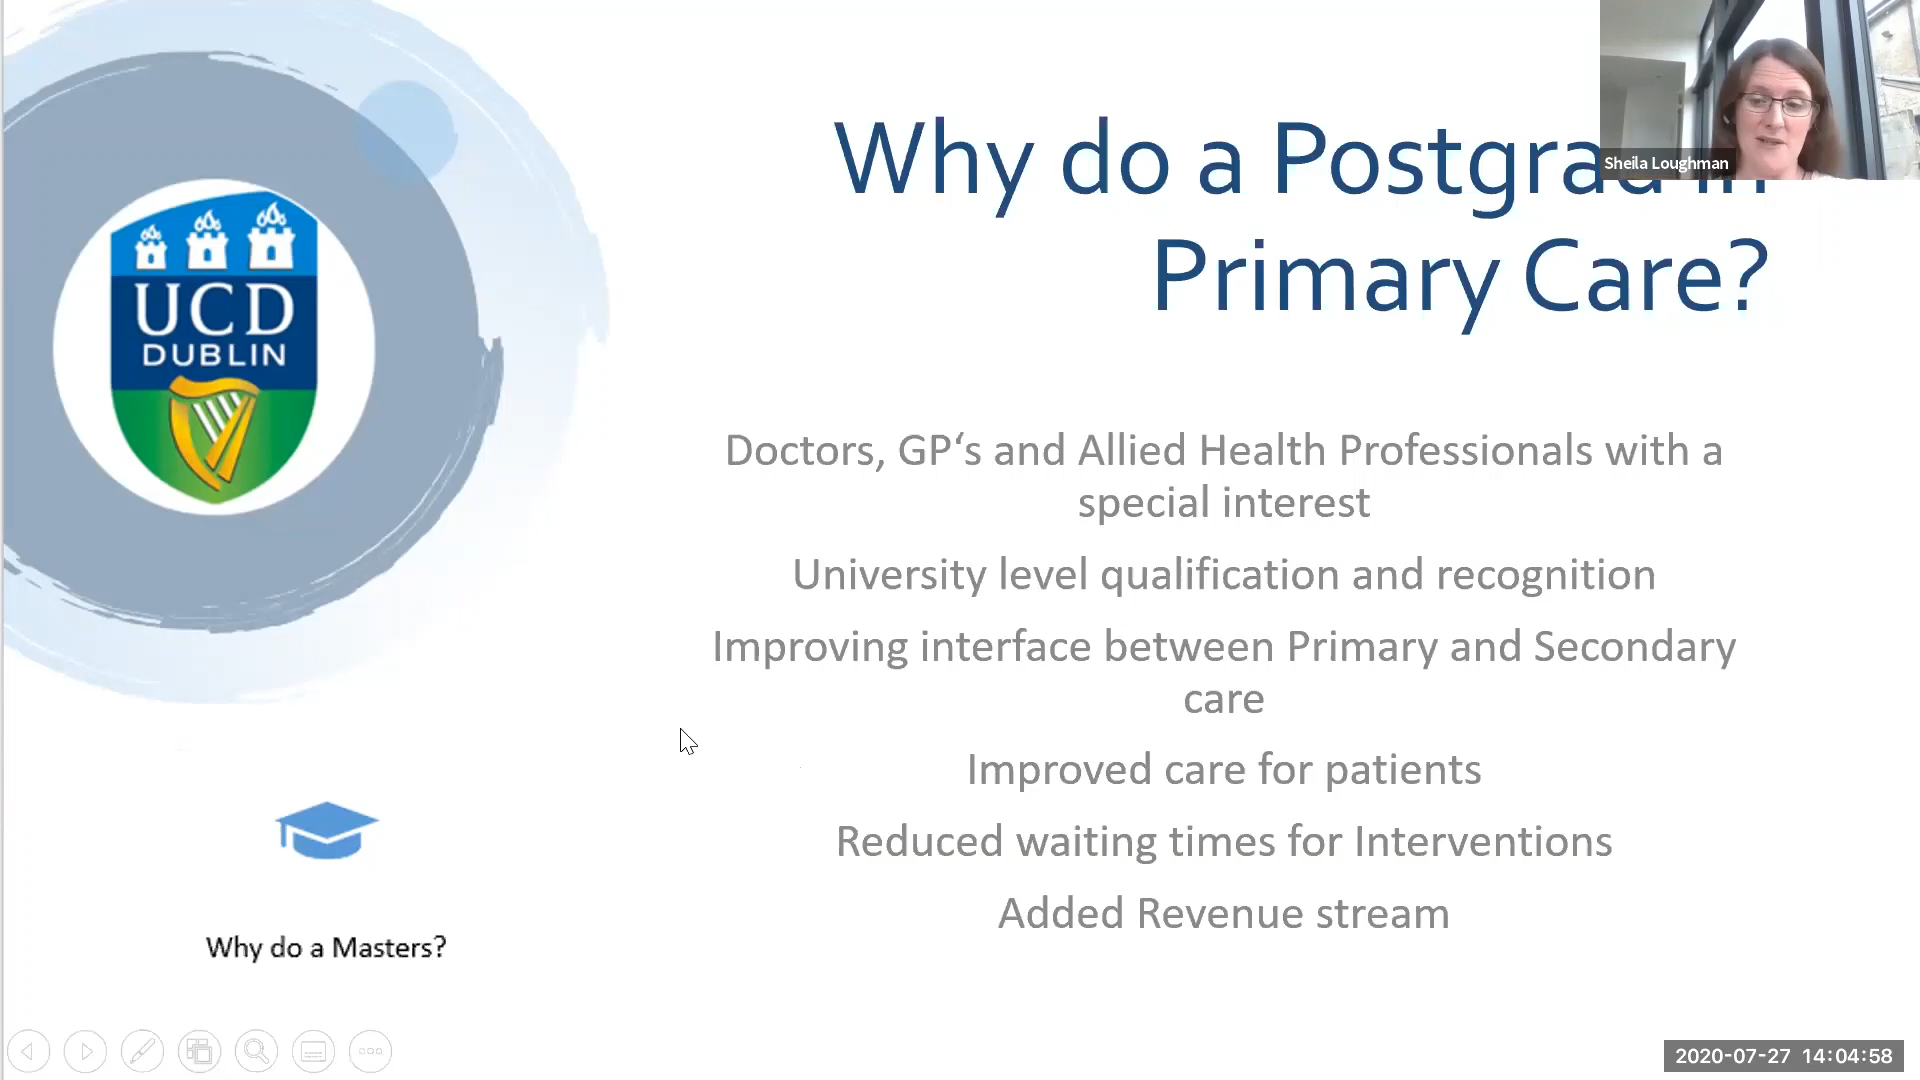 Why do a Postgrad in
Primary Care?
Sheila Loughman
UCD
DUBLIN
Doctors, GP‘s and Allied Health Professionals with a
special interest
University level qualification and recognition
Improving interface between Primary and Secondary
care
Improved care for patients
Reduced waiting times for Interventions
Added Revenue stream
Why do a Masters?
2020-07-27 14:04:58